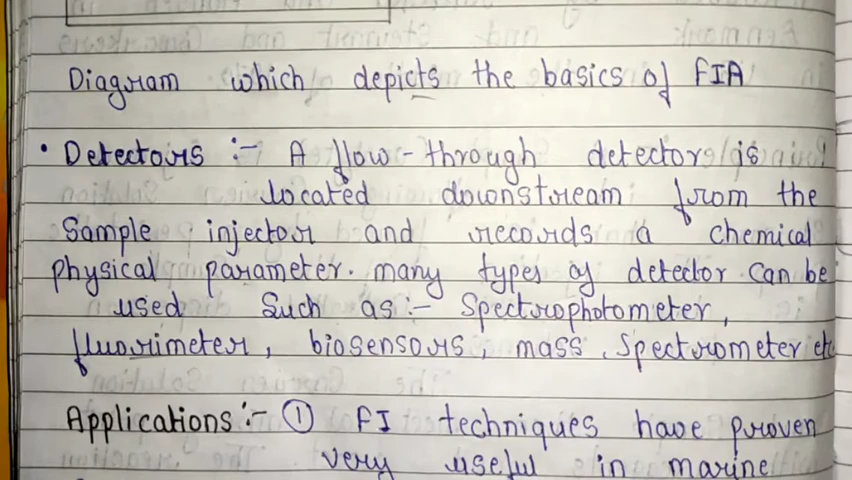 Diagram which depicts the basics of FIA
• Detectors :- A flow-through detector is
located downstream from the
Sample injector and records a chemical
physical parameter. many types of detector can be
used Such as :- Spectrophotometer,
fluorimeter, biosensors, mass, Spectrometer etc
Applications :- ① FI techniques have proven
very useful in marine